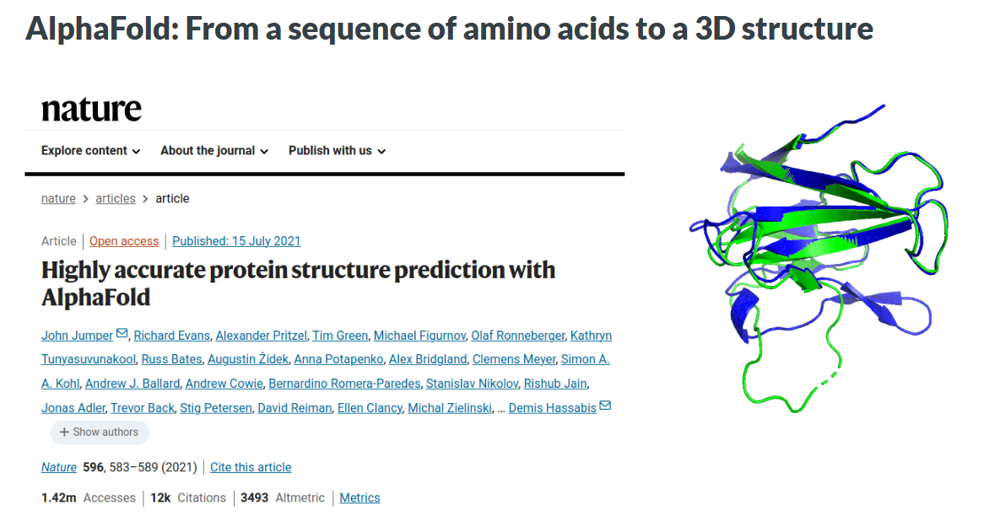 AlphaFold: From a sequence of amino acids to a 3D structure
nature
Explore content About the journal Publish with us
nature > articles > article
Article | Open access | Published: 15 July 2021
Highly accurate protein structure prediction with
AlphaFold
John Jumper, Richard Evans, Alexander Pritzel, Tim Green, Michael Figurnov, Olaf Ronneberger, Kathryn
Tunyasuvunakool, Russ Bates, Augustin Žídek, Anna Potapenko, Alex Bridgland, Clemens Meyer, Simon A.
A. Kohl, Andrew J. Ballard, Andrew Cowie, Bernardino Romera-Paredes, Stanislav Nikolov, Rishub Jain,
Jonas Adler, Trevor Back, Stig Petersen, David Reiman, Ellen Clancy, Michal Zielinski, … Demis Hassabis
+ Show authors
Nature 596, 583–589 (2021) | Cite this article
1.42m Accesses | 12k Citations | 3493 Altmetric | Metrics